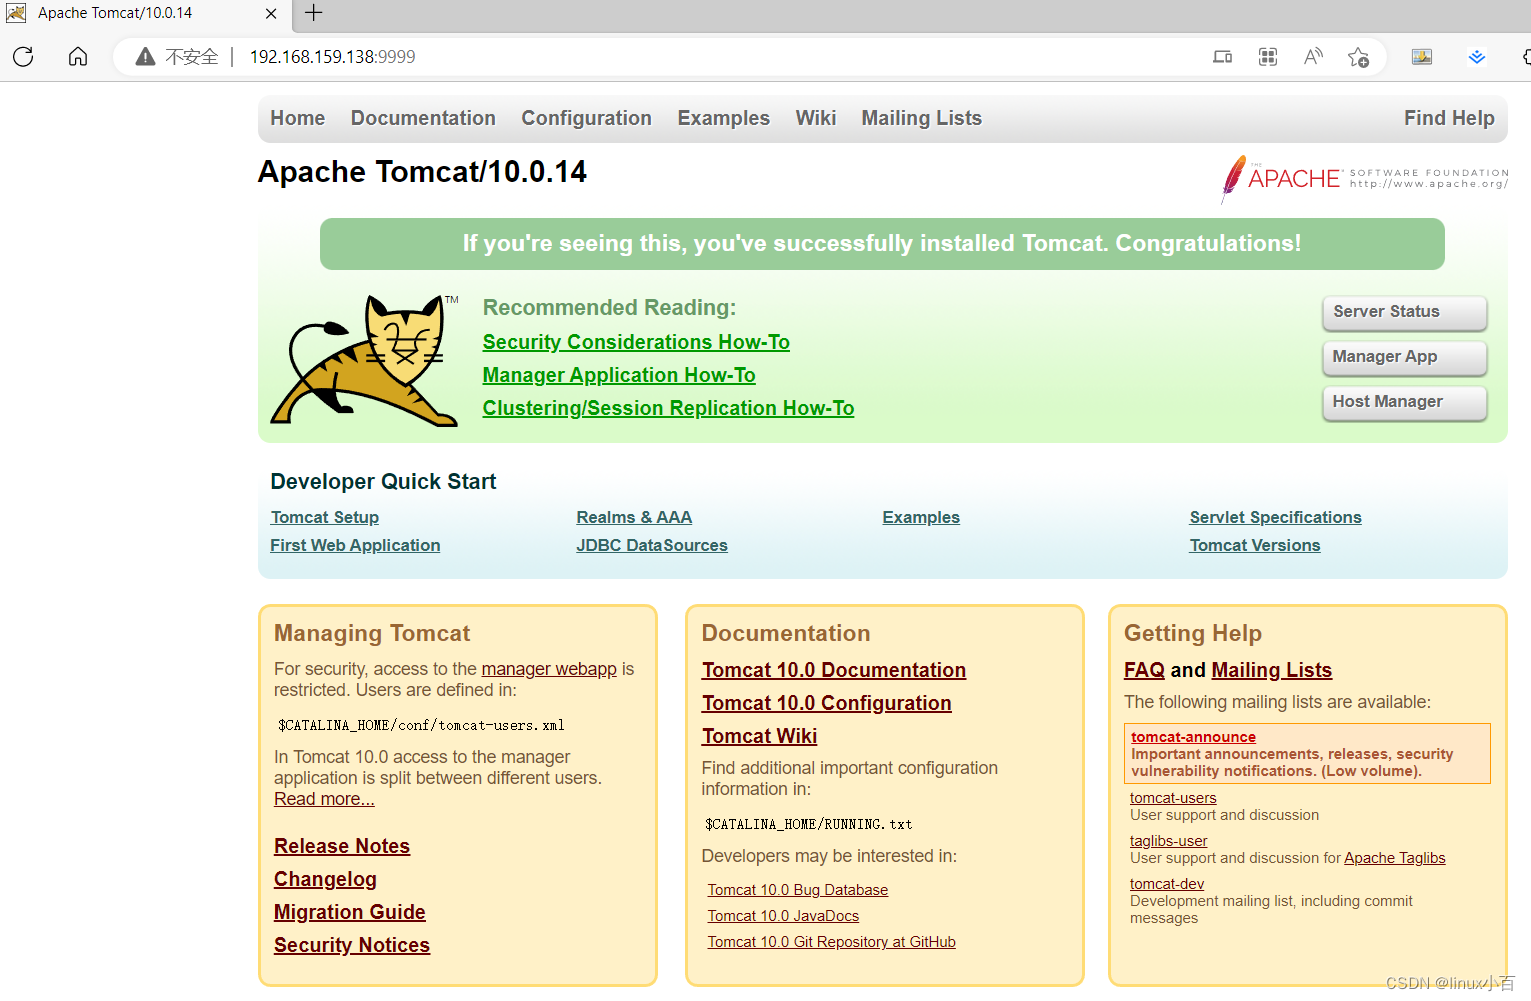 Apache Tomcat/10.0.14
不安全 192.168.159.138:9999
Home Documentation Configuration Examples Wiki Mailing Lists Find Help
Apache Tomcat/10.0.14
THE
APACHE SOFTWARE FOUNDATION
http://www.apache.org/
If you're seeing this, you've successfully installed Tomcat. Congratulations!
TM
Recommended Reading:
Security Considerations How-To
Manager Application How-To
Clustering/Session Replication How-To
Server Status
Manager App
Host Manager
Developer Quick Start
Tomcat Setup
First Web Application
Realms & AAA
JDBC DataSources
Examples
Servlet Specifications
Tomcat Versions
Managing Tomcat
For security, access to the manager webapp is
restricted. Users are defined in:
$CATALINA_HOME/conf/tomcat-users.xml
In Tomcat 10.0 access to the manager
application is split between different users.
Read more...
Release Notes
Changelog
Migration Guide
Security Notices
Documentation
Tomcat 10.0 Documentation
Tomcat 10.0 Configuration
Tomcat Wiki
Find additional important configuration
information in:
$CATALINA_HOME/RUNNING.txt
Developers may be interested in:
Tomcat 10.0 Bug Database
Tomcat 10.0 JavaDocs
Tomcat 10.0 Git Repository at GitHub
Getting Help
FAQ and Mailing Lists
The following mailing lists are available:
tomcat-announce
Important announcements, releases, security
vulnerability notifications. (Low volume).
tomcat-users
User support and discussion
taglibs-user
User support and discussion for Apache Taglibs
tomcat-dev
Development mailing list, including commit
messages
CSDN @linux小百